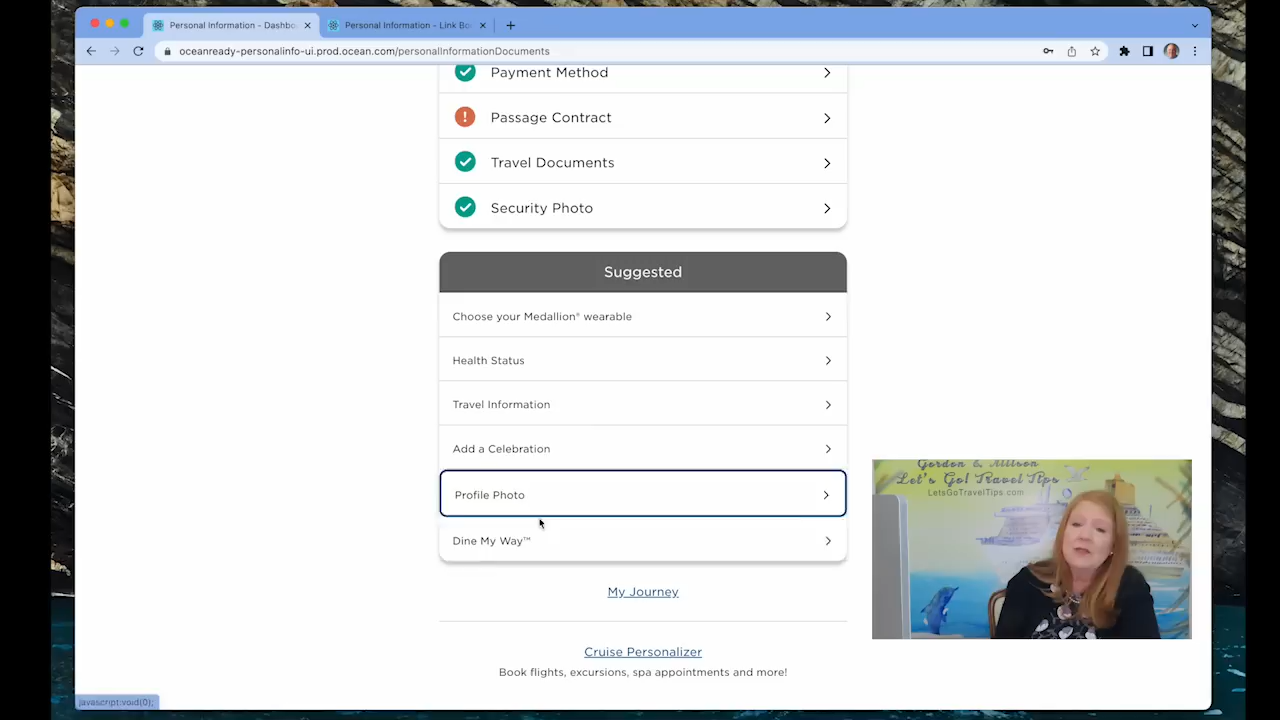 Personal Information - Dashbo
Personal Information - Link Bo
oceanready-personalinfo-ui.prod.ocean.com/personalInformationDocuments
Payment Method
Passage Contract
Travel Documents
Security Photo
Suggested
Choose your Medallion® wearable
Health Status
Travel Information
Add a Celebration
Profile Photo
Dine My Way™
My Journey
Cruise Personalizer
Book flights, excursions, spa appointments and more!
Gordon & Allison
Let's Go! Travel Tips
LetsGoTravelTips.com
javascript:void(0);